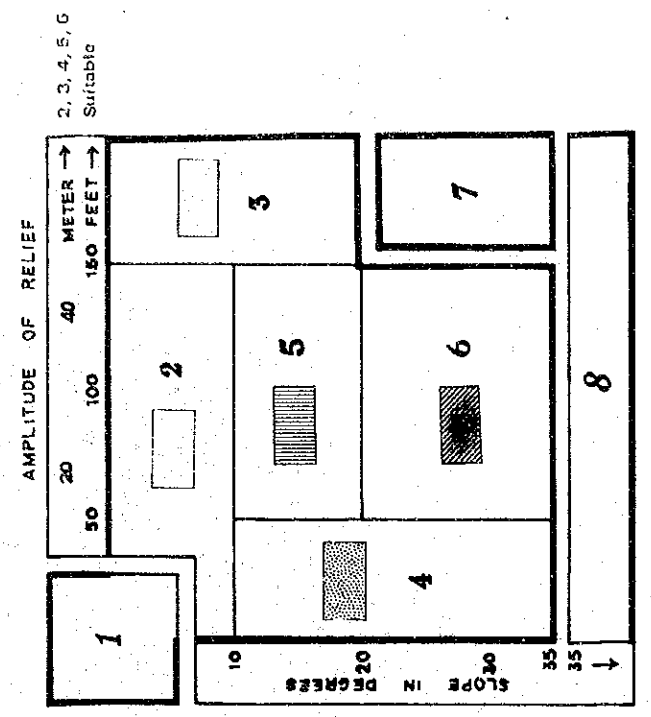 AMPLITUDE OF RELIEF
20 40 METER →
50 100 150 FEET →
2, 3, 4, 5, 6
Suitable
1
2
3
SLOPE IN DEGREES
10
20
30
35
35
↓
4
5
6
7
8